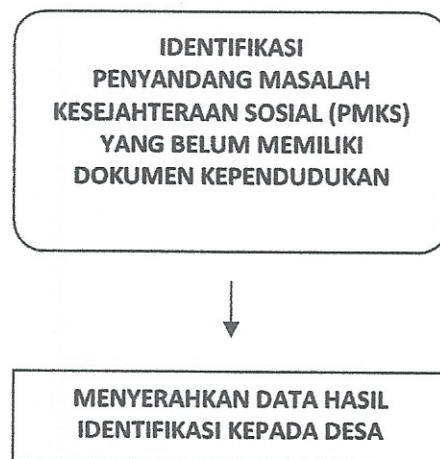 IDENTIFIKASI
PENYANDANG MASALAH
KESEJAHTERAAN SOSIAL (PMKS)
YANG BELUM MEMILIKI
DOKUMEN KEPENDUDUKAN
MENYERAHKAN DATA HASIL
IDENTIFIKASI KEPADA DESA